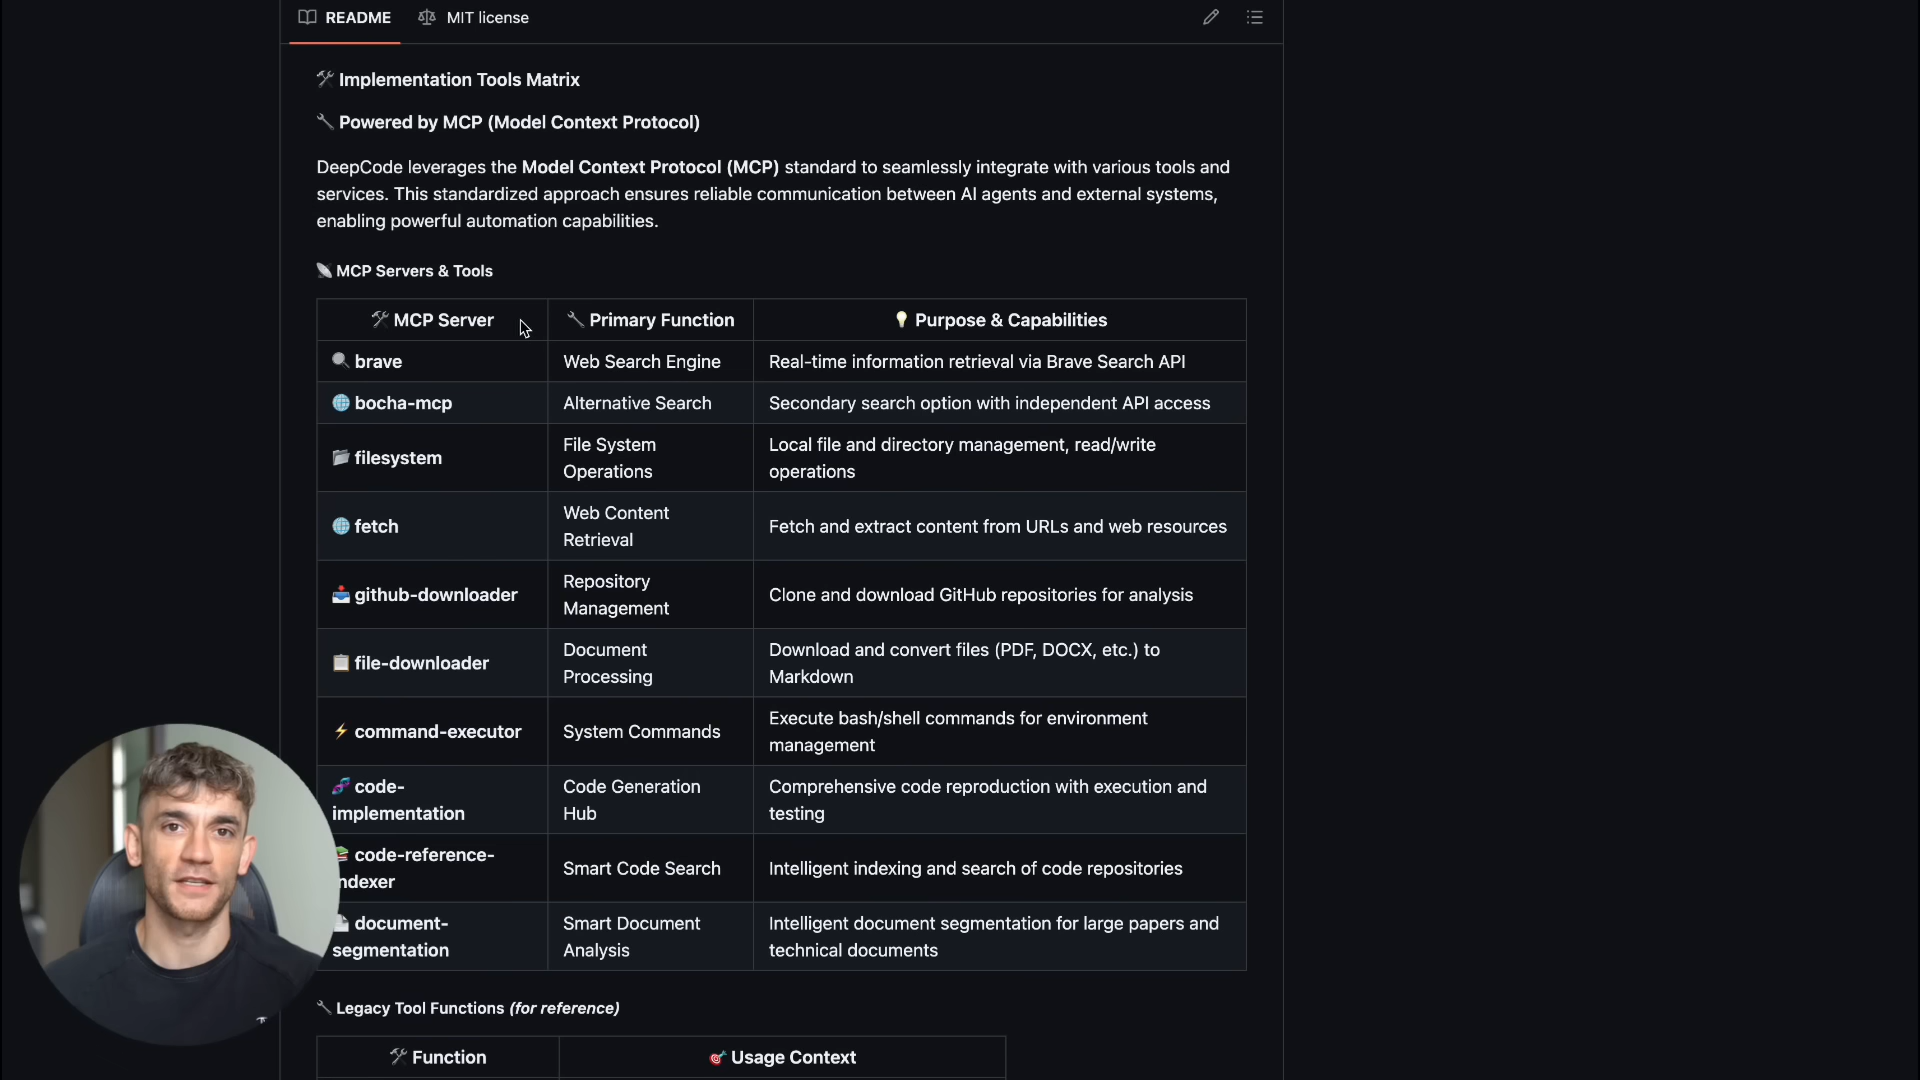 README
MIT license
Implementation Tools Matrix
Powered by MCP (Model Context Protocol)
DeepCode leverages the Model Context Protocol (MCP) standard to seamlessly integrate with various tools and
services. This standardized approach ensures reliable communication between AI agents and external systems,
enabling powerful automation capabilities.
MCP Servers & Tools
MCP Server
Primary Function
Purpose & Capabilities
brave
Web Search Engine
Real-time information retrieval via Brave Search API
bocha-mcp
Alternative Search
Secondary search option with independent API access
filesystem
File System
Operations
Local file and directory management, read/write
operations
fetch
Web Content
Retrieval
Fetch and extract content from URLs and web resources
github-downloader
Repository
Management
Clone and download GitHub repositories for analysis
file-downloader
Document
Processing
Download and convert files (PDF, DOCX, etc.) to
Markdown
command-executor
System Commands
Execute bash/shell commands for environment
management
code-
implementation
Code Generation
Hub
Comprehensive code reproduction with execution and
testing
code-reference-
ndexer
Smart Code Search
Intelligent indexing and search of code repositories
document-
segmentation
Smart Document
Analysis
Intelligent document segmentation for large papers and
technical documents
Legacy Tool Functions (for reference)
Function
Usage Context